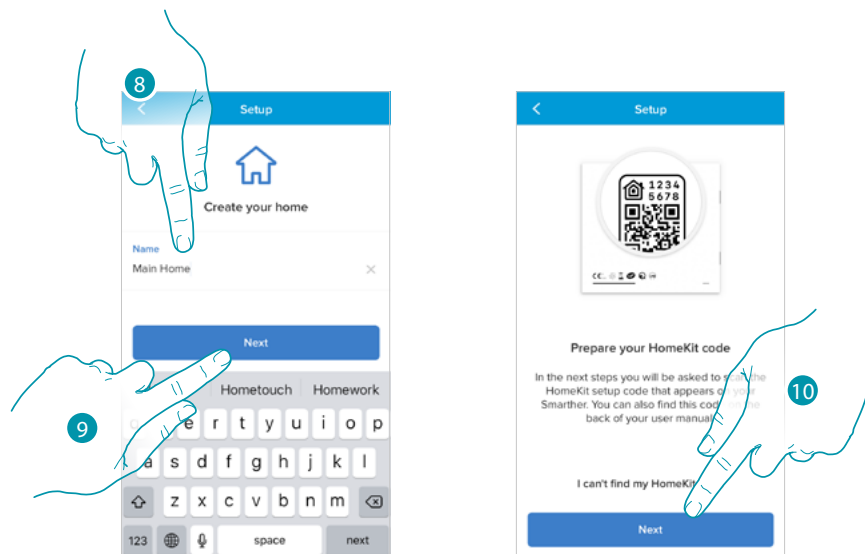 8
Setup
Create your home
Name
Main Home
Next
Hometouch Homework
e r t y u i o p
a s d f g h j k l
z x c v b n m
123 space next
9
Setup
1234
5678
CE
Prepare your HomeKit code
In the next steps you will be asked to scan the
HomeKit setup code that appears on your
Smarther. You can also find this code on the
back of your user manual
I can't find my HomeKit
Next
10